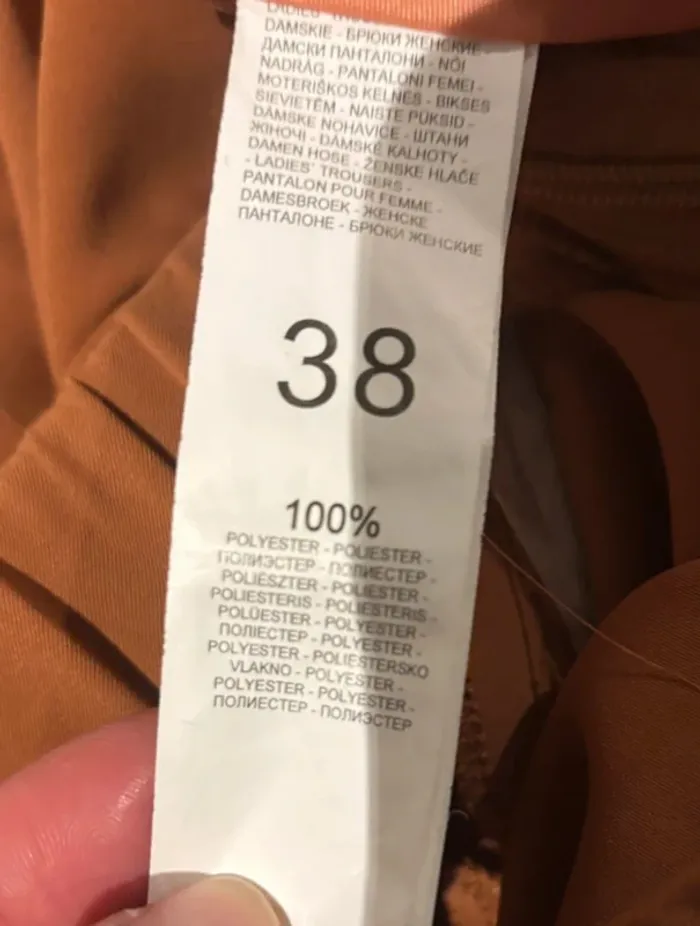 LADIES'
DAMSKIE - БРЮКИ ЖЕНСКИЕ -
ДАМСКИ ПАНТАЛОНИ - NŐI
NADRÁG - PANTALONI FEMEI -
MOTERIŠKOS KELNĖS - BIKSES
SIEVIETĒM - NAISTE PÜKSID -
DÁMSKE NOHAVICE - ШТАНИ
ЖІНОЧІ - DÁMSKÉ KALHOTY -
DAMEN HOSE - ŽENSKE HLAČE
- LADIES' TROUSERS -
PANTALON POUR FEMME -
DAMESBROEK - ЖЕНСКЕ
ПАНТАЛОНЕ - БРЮКИ ЖЕНСКИЕ
38
100%
POLYESTER - POLIESTER -
ПОЛИЭСТЕР - ПОЛИЕСТЕР -
POLIÉSZTER - POLIESTER -
POLIESTERIS - POLIESTERIS -
POLÜESTER - POLYESTER -
ПОЛІЕСТЕР - POLYESTER -
POLYESTER - POLIESTERSKO
VLAKNO - POLYESTER -
POLYESTER - POLYESTER -
ПОЛИЕСТЕР - ПОЛИЭСТЕР